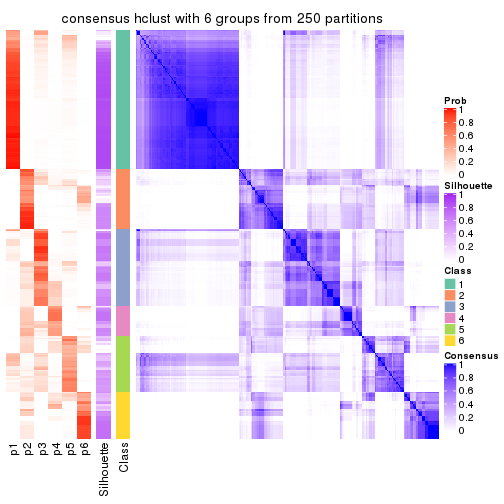 consensus hclust with 6 groups from 250 partitions
Prob
1
0.8
0.6
0.4
0.2
0
Silhouette
1
0.8
0.6
0.4
0.2
0
Class
1
2
3
4
5
6
Consensus
1
0.8
0.6
0.4
0.2
0
p1
p2
p3
p4
p5
p6
Silhouette
Class